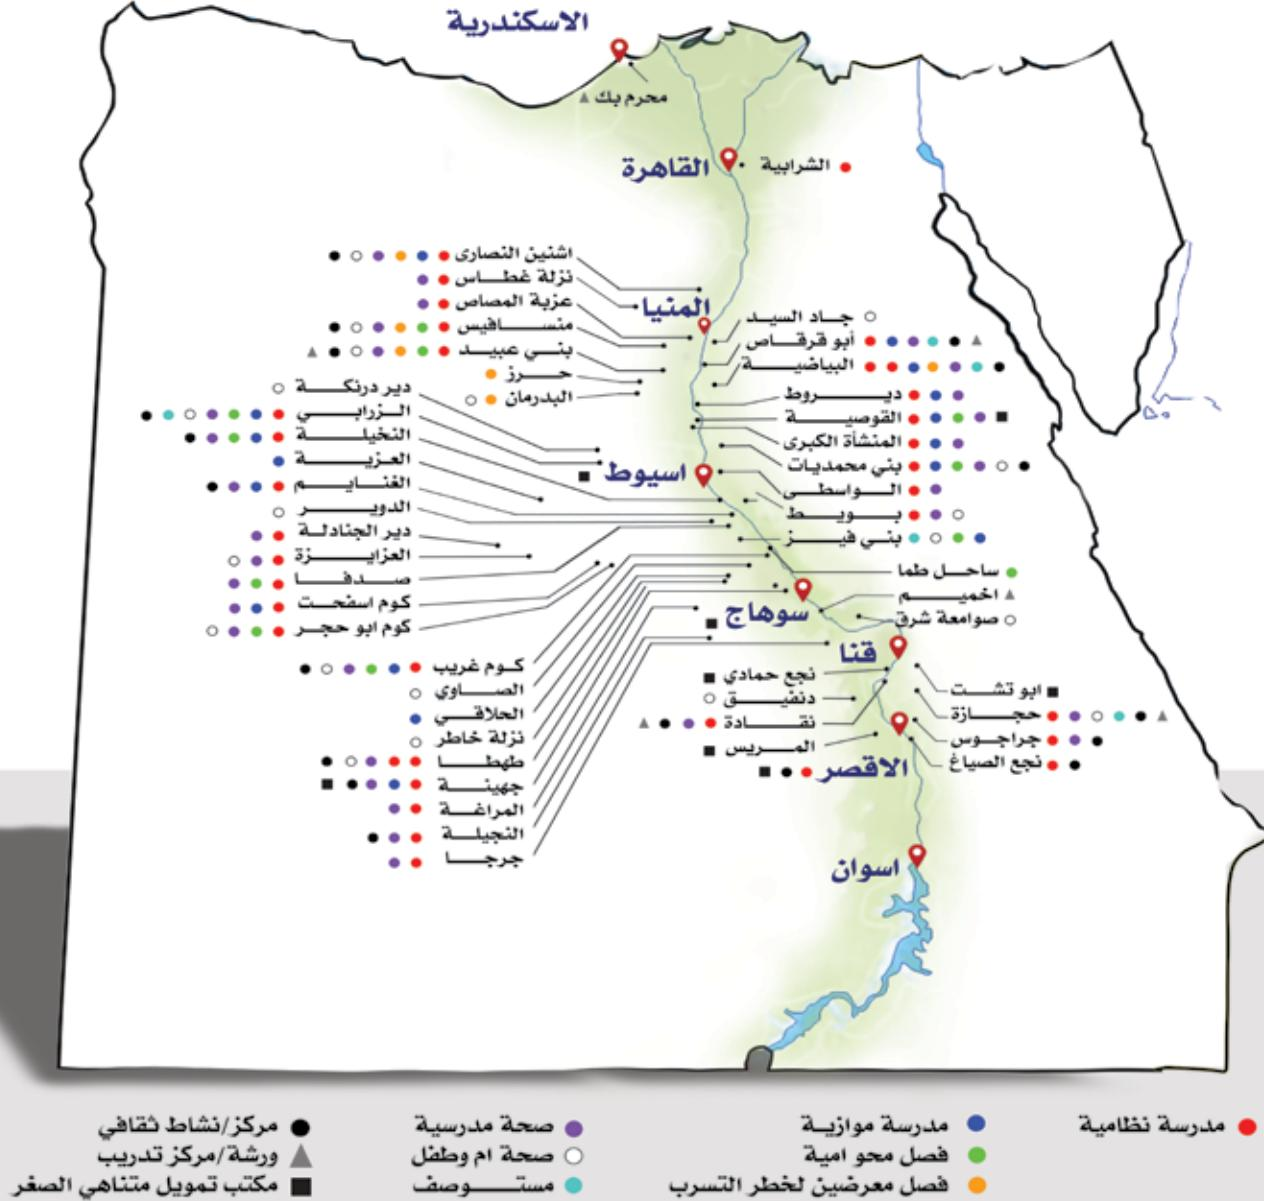 الاسكندرية
محرم بك
القاهرة
الشرابية
اشنين النصارى
نزلة غطاس
عزبة المصاص
منسافيس
بني عبيد
حرز
البدرمان
المنيا
جاد السيد
أبو قرقاص
البياضية
ديروط
القوصية
المنشأة الكبرى
بني محمديات
الواسطى
بويط
بني فيز
دير درنكة
الزرابي
النخيلة
العزية
الغنايم
الدوير
دير الجنادلة
العزايزة
صدفا
كوم اسفحت
كوم ابو حجر
اسيوط
ساحل طما
اخميم
صوامعة شرق
سوهاج
كوم غريب
الصاوي
الحلاقي
نزلة خاطر
طهطا
جهينة
المراغة
النجيلة
جرجا
قنا
نجع حمادي
دنفيق
نقادة
المريس
ابو تشت
حجازة
جراجوس
نجع الصياغ
الاقصر
اسوان
مدرسة نظامية
مدرسة موازية
فصل محو امية
فصل معرضين لخطر التسرب
صحة مدرسية
صحة ام وطفل
مستوصف
مركز/نشاط ثقافي
ورشة/مركز تدريب
مكتب تمويل متناهي الصغر